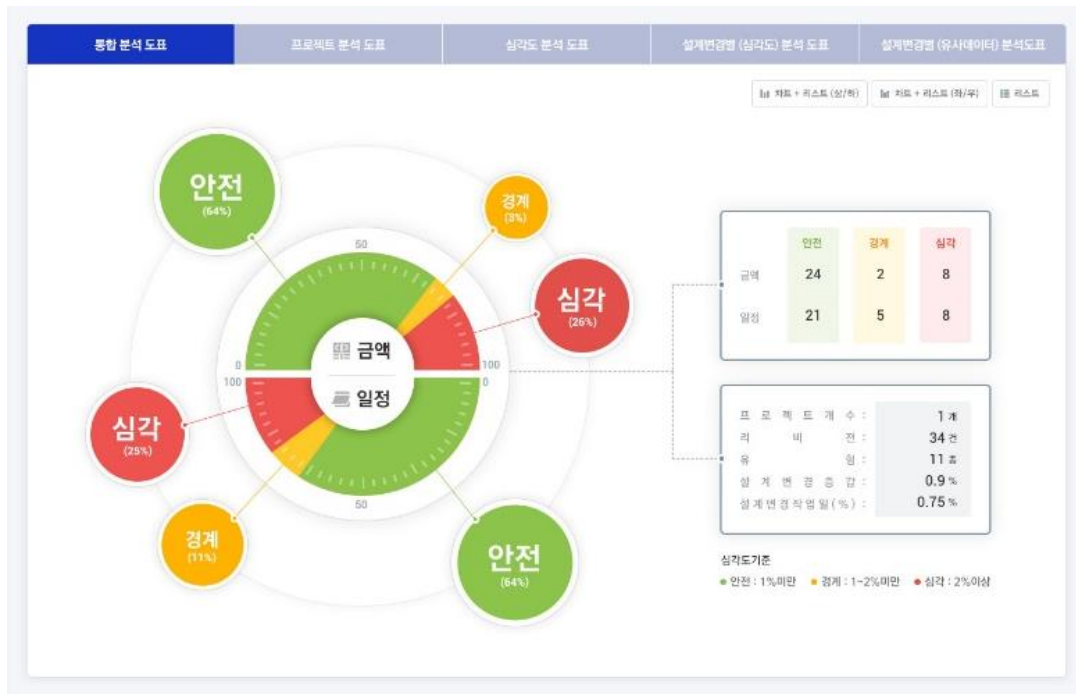 통합 분석 도표
프로젝트 분석 도표
심각도 분석 도표
설계변경별 (심각도) 분석 도표
설계변경별 (유사데이터) 분석도표
차트 + 리스트 (상/하)
차트 + 리스트 (좌/우)
리스트
안전
(64%)
경계
(8%)
심각
(26%)
50
0
100
금액
일정
100
0
50
심각
(25%)
경계
(11%)
안전
(64%)
안전 경계 심각
금액 24 2 8
일정 21 5 8
프로젝트개수 : 1 개
리비전 : 34 건
유형 : 11 종
설계변경증감 : 0.9 %
설계변경작업일(%) : 0.75 %
심각도기준
안전 : 1%미만 경계 : 1~2%미만 심각 : 2%이상